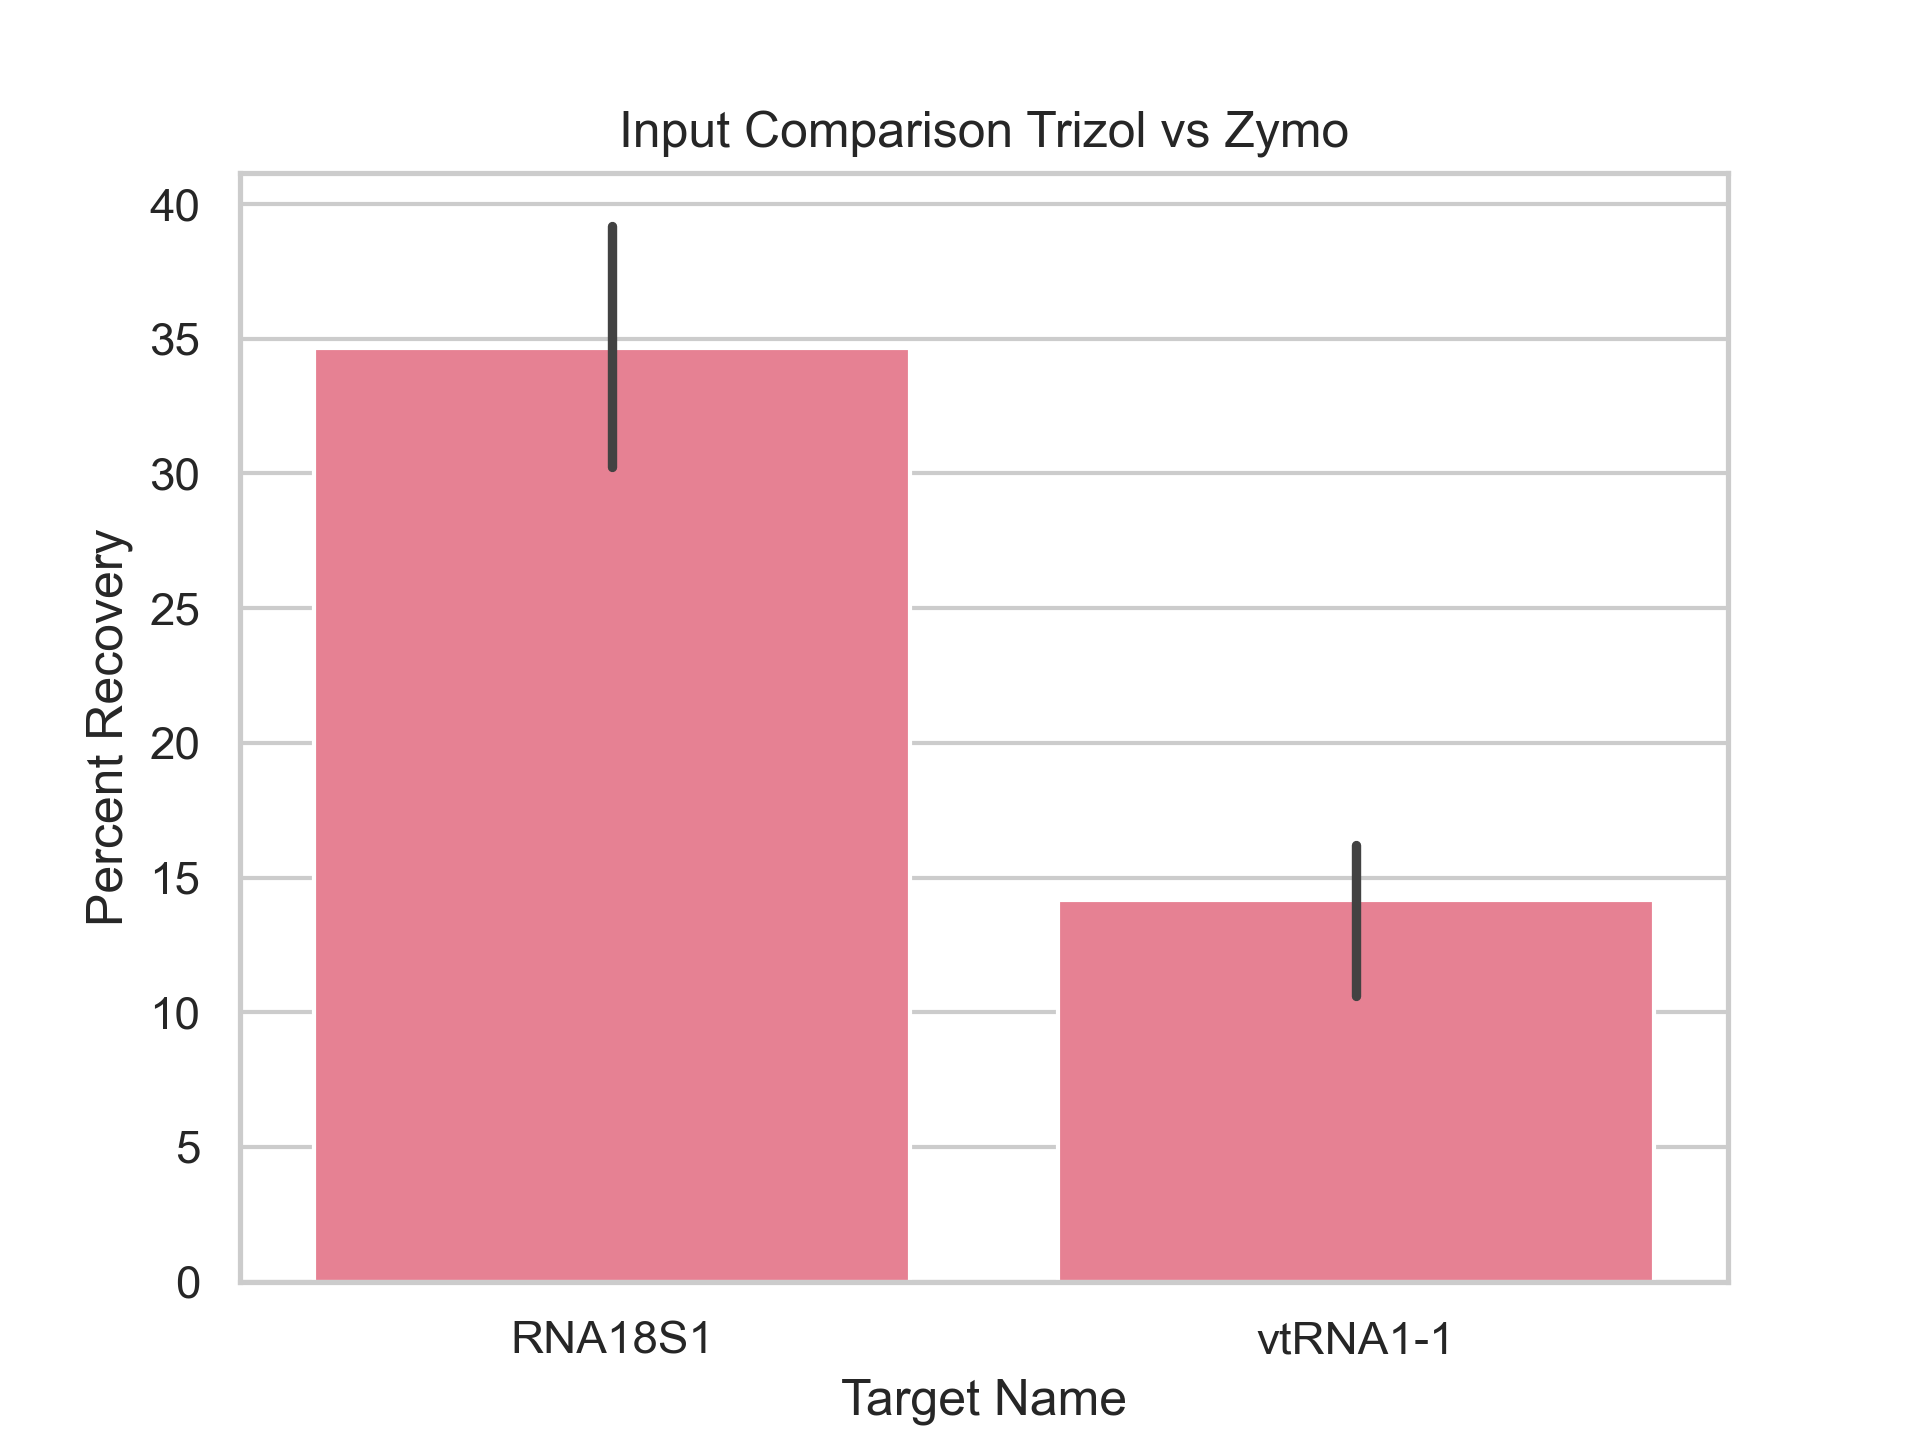 Input Comparison Trizol vs Zymo
40
35
30
25
20
15
10
5
0
Percent Recovery
RNA18S1
vtRNA1-1
Target Name